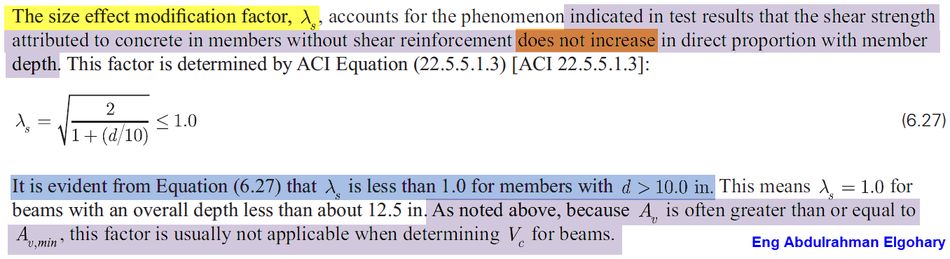 The size effect modification factor, λₛ, accounts for the phenomenon indicated in test results that the shear strength
attributed to concrete in members without shear reinforcement does not increase in direct proportion with member
depth. This factor is determined by ACI Equation (22.5.5.1.3) [ACI 22.5.5.1.3]:
λₛ = √(2 / (1 + (d/10))) ≤ 1.0 (6.27)
It is evident from Equation (6.27) that λₛ is less than 1.0 for members with d > 10.0 in. This means λₛ = 1.0 for
beams with an overall depth less than about 12.5 in. As noted above, because Aᵥ is often greater than or equal to
Aᵥ,min, this factor is usually not applicable when determining V_c for beams.
Eng Abdulrahman Elgohary